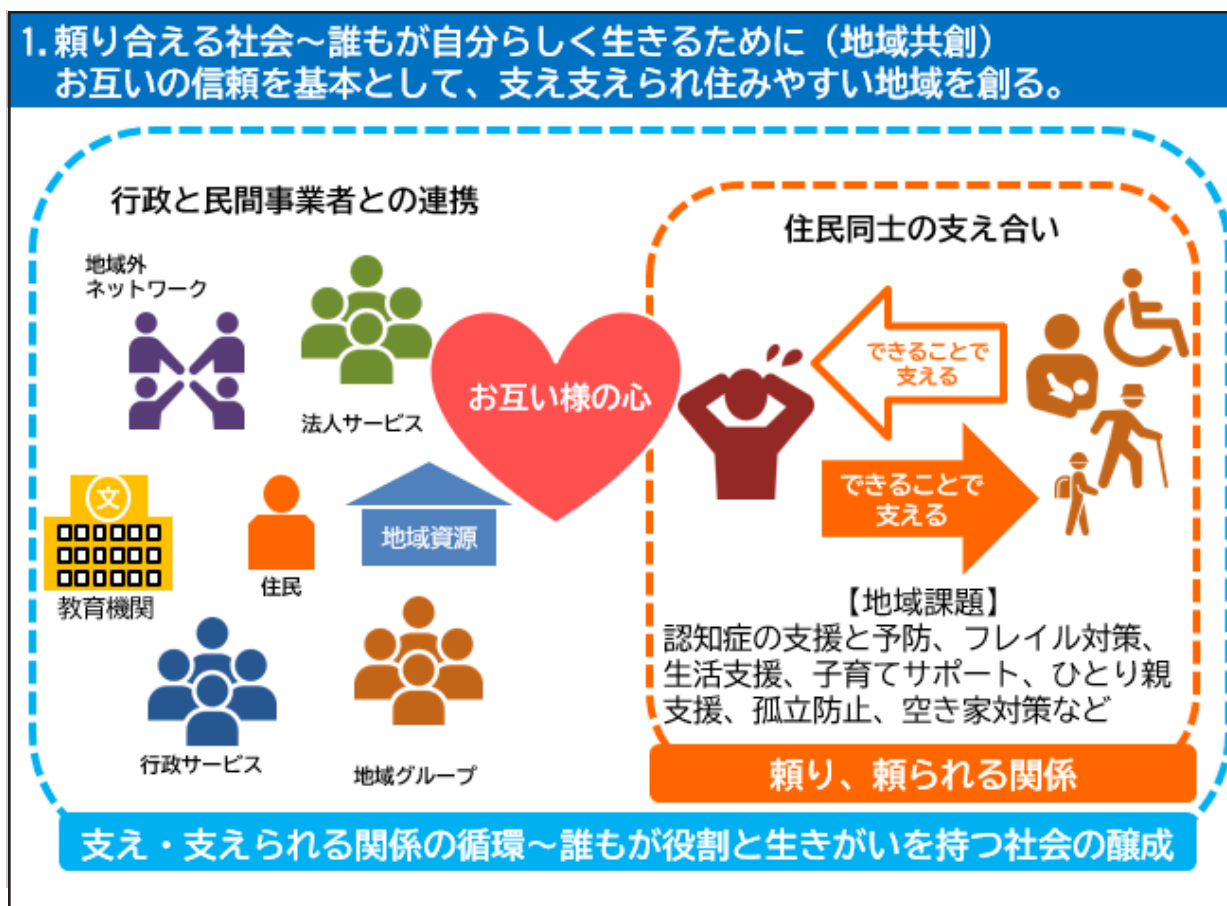 1. 頼り合える社会～誰もが自分らしく生きるために（地域共創）
お互いの信頼を基本として、支え支えられ住みやすい地域を創る。
行政と民間事業者との連携
地域外
ネットワーク
法人サービス
お互い様の心
文
教育機関
住民
地域資源
行政サービス
地域グループ
住民同士の支え合い
できることで
支える
できることで
支える
【地域課題】
認知症の支援と予防、フレイル対策、
生活支援、子育てサポート、ひとり親
支援、孤立防止、空き家対策など
頼り、頼られる関係
支え・支えられる関係の循環～誰もが役割と生きがいを持つ社会の醸成